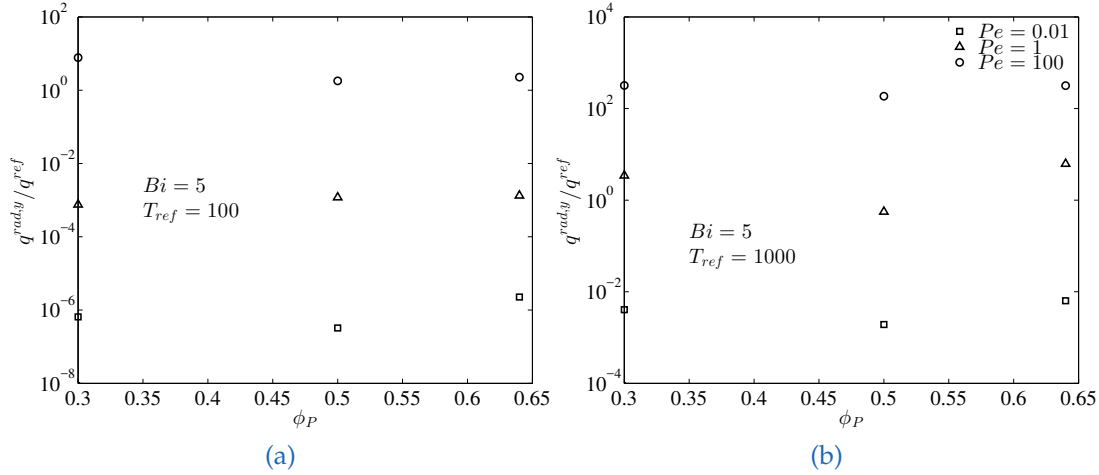 10^2
10^0
10^−2
10^−4
10^−6
10^−8
q^{rad,y}/q^{ref}
Bi = 5
T_{ref} = 100
0.3 0.35 0.4 0.45 0.5 0.55 0.6 0.65
ϕ_P
(a)
10^4
10^2
10^0
10^−2
10^−4
q^{rad,y}/q^{ref}
Pe = 0.01
Pe = 1
Pe = 100
Bi = 5
T_{ref} = 1000
0.3 0.35 0.4 0.45 0.5 0.55 0.6 0.65
ϕ_P
(b)